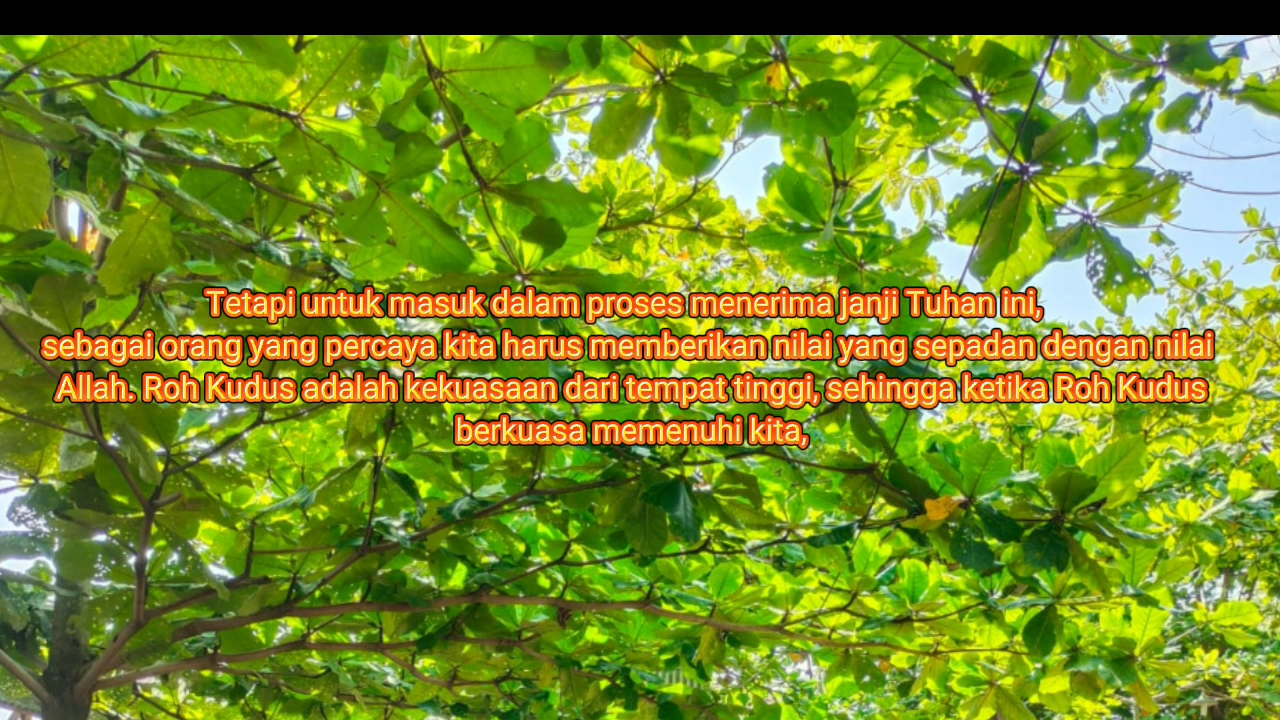 Tetapi untuk masuk dalam proses menerima janji Tuhan ini,
sebagai orang yang percaya kita harus memberikan nilai yang sepadan dengan nilai
Allah. Roh Kudus adalah kekuasaan dari tempat tinggi, sehingga ketika Roh Kudus
berkuasa memenuhi kita,